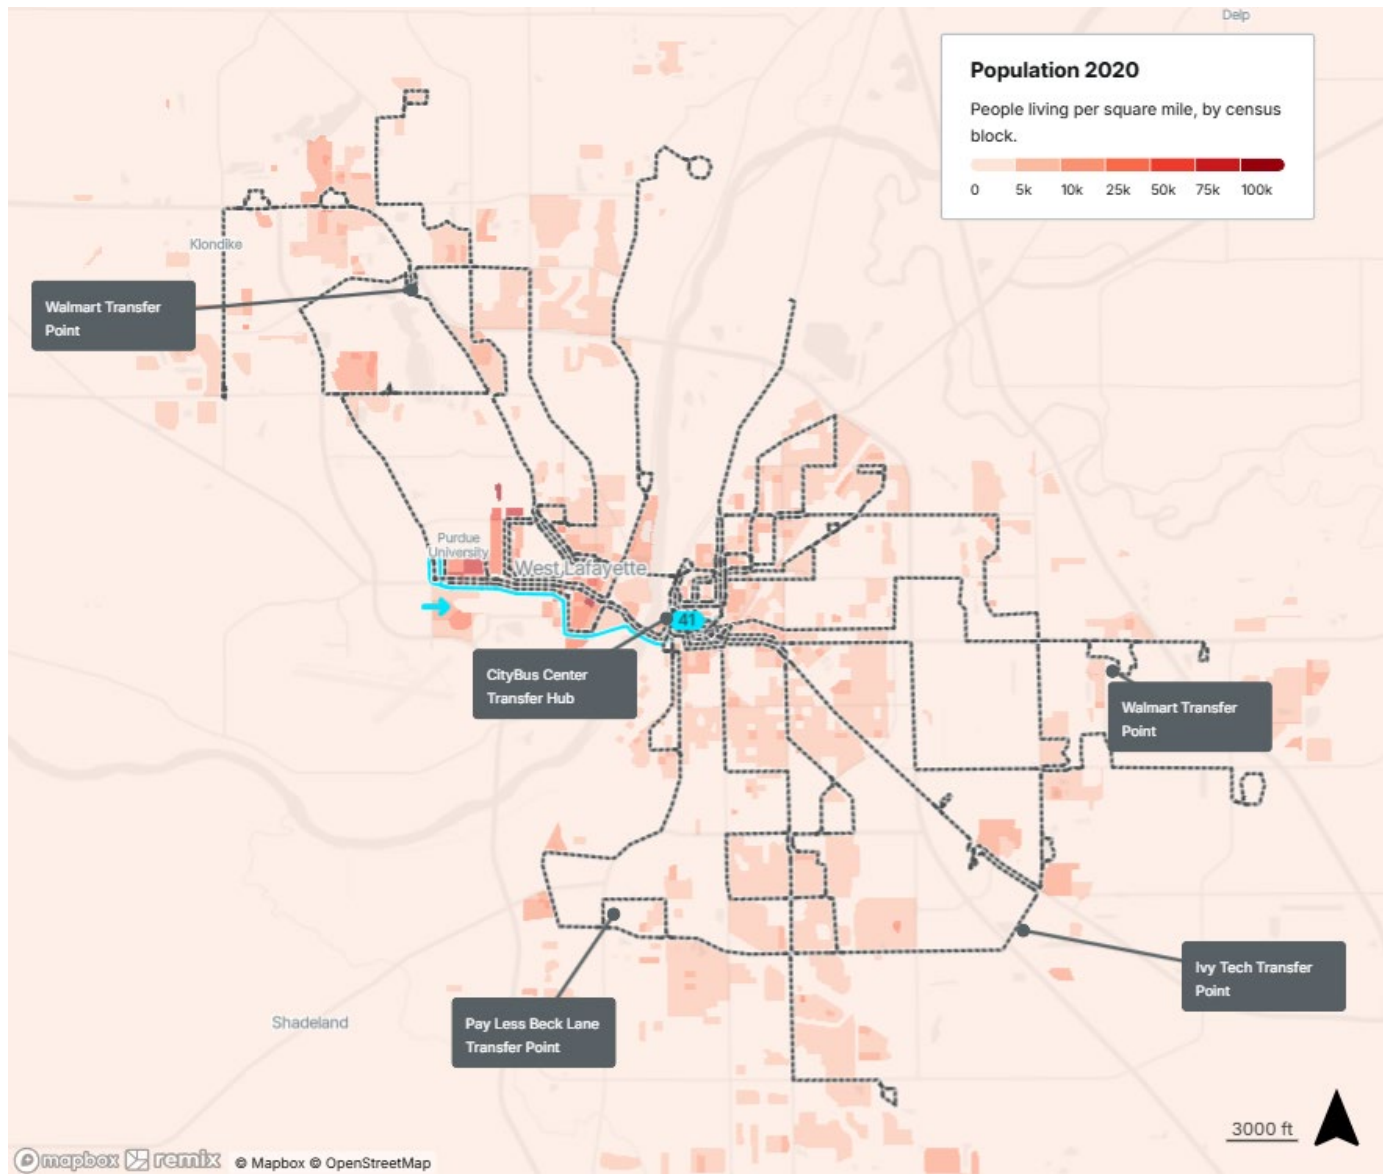 Delp
Population 2020
People living per square mile, by census
block.
0 5k 10k 25k 50k 75k 100k
Klondike
Walmart Transfer
Point
Purdue
University
West Lafayette
41
CityBus Center
Transfer Hub
Walmart Transfer
Point
Ivy Tech Transfer
Point
Pay Less Beck Lane
Transfer Point
Shadeland
3000 ft
mapbox remix © Mapbox © OpenStreetMap